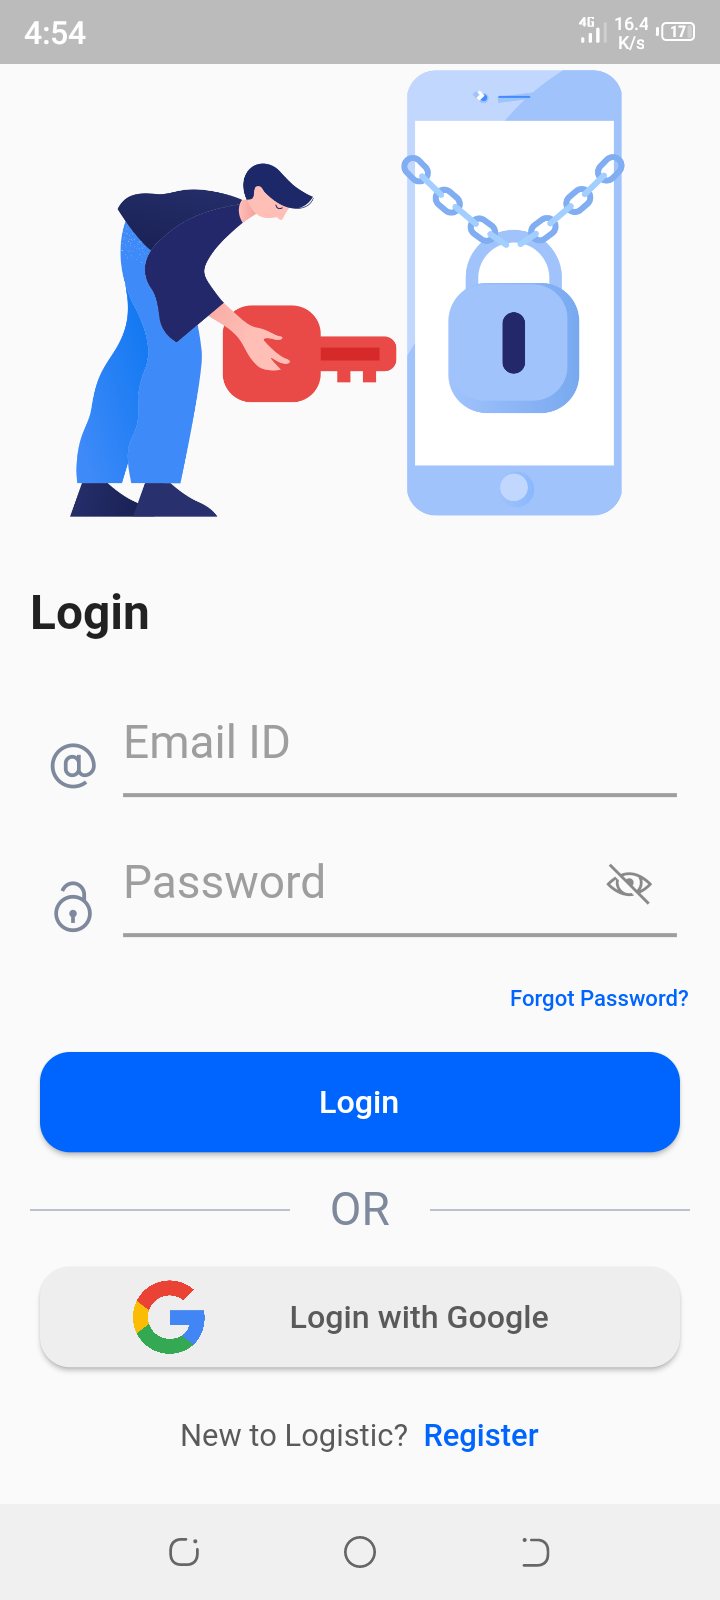 4:54
4G 16.4 K/s 17
Login
@ Email ID
Password
Forgot Password?
Login
OR
Login with Google
New to Logistic? Register